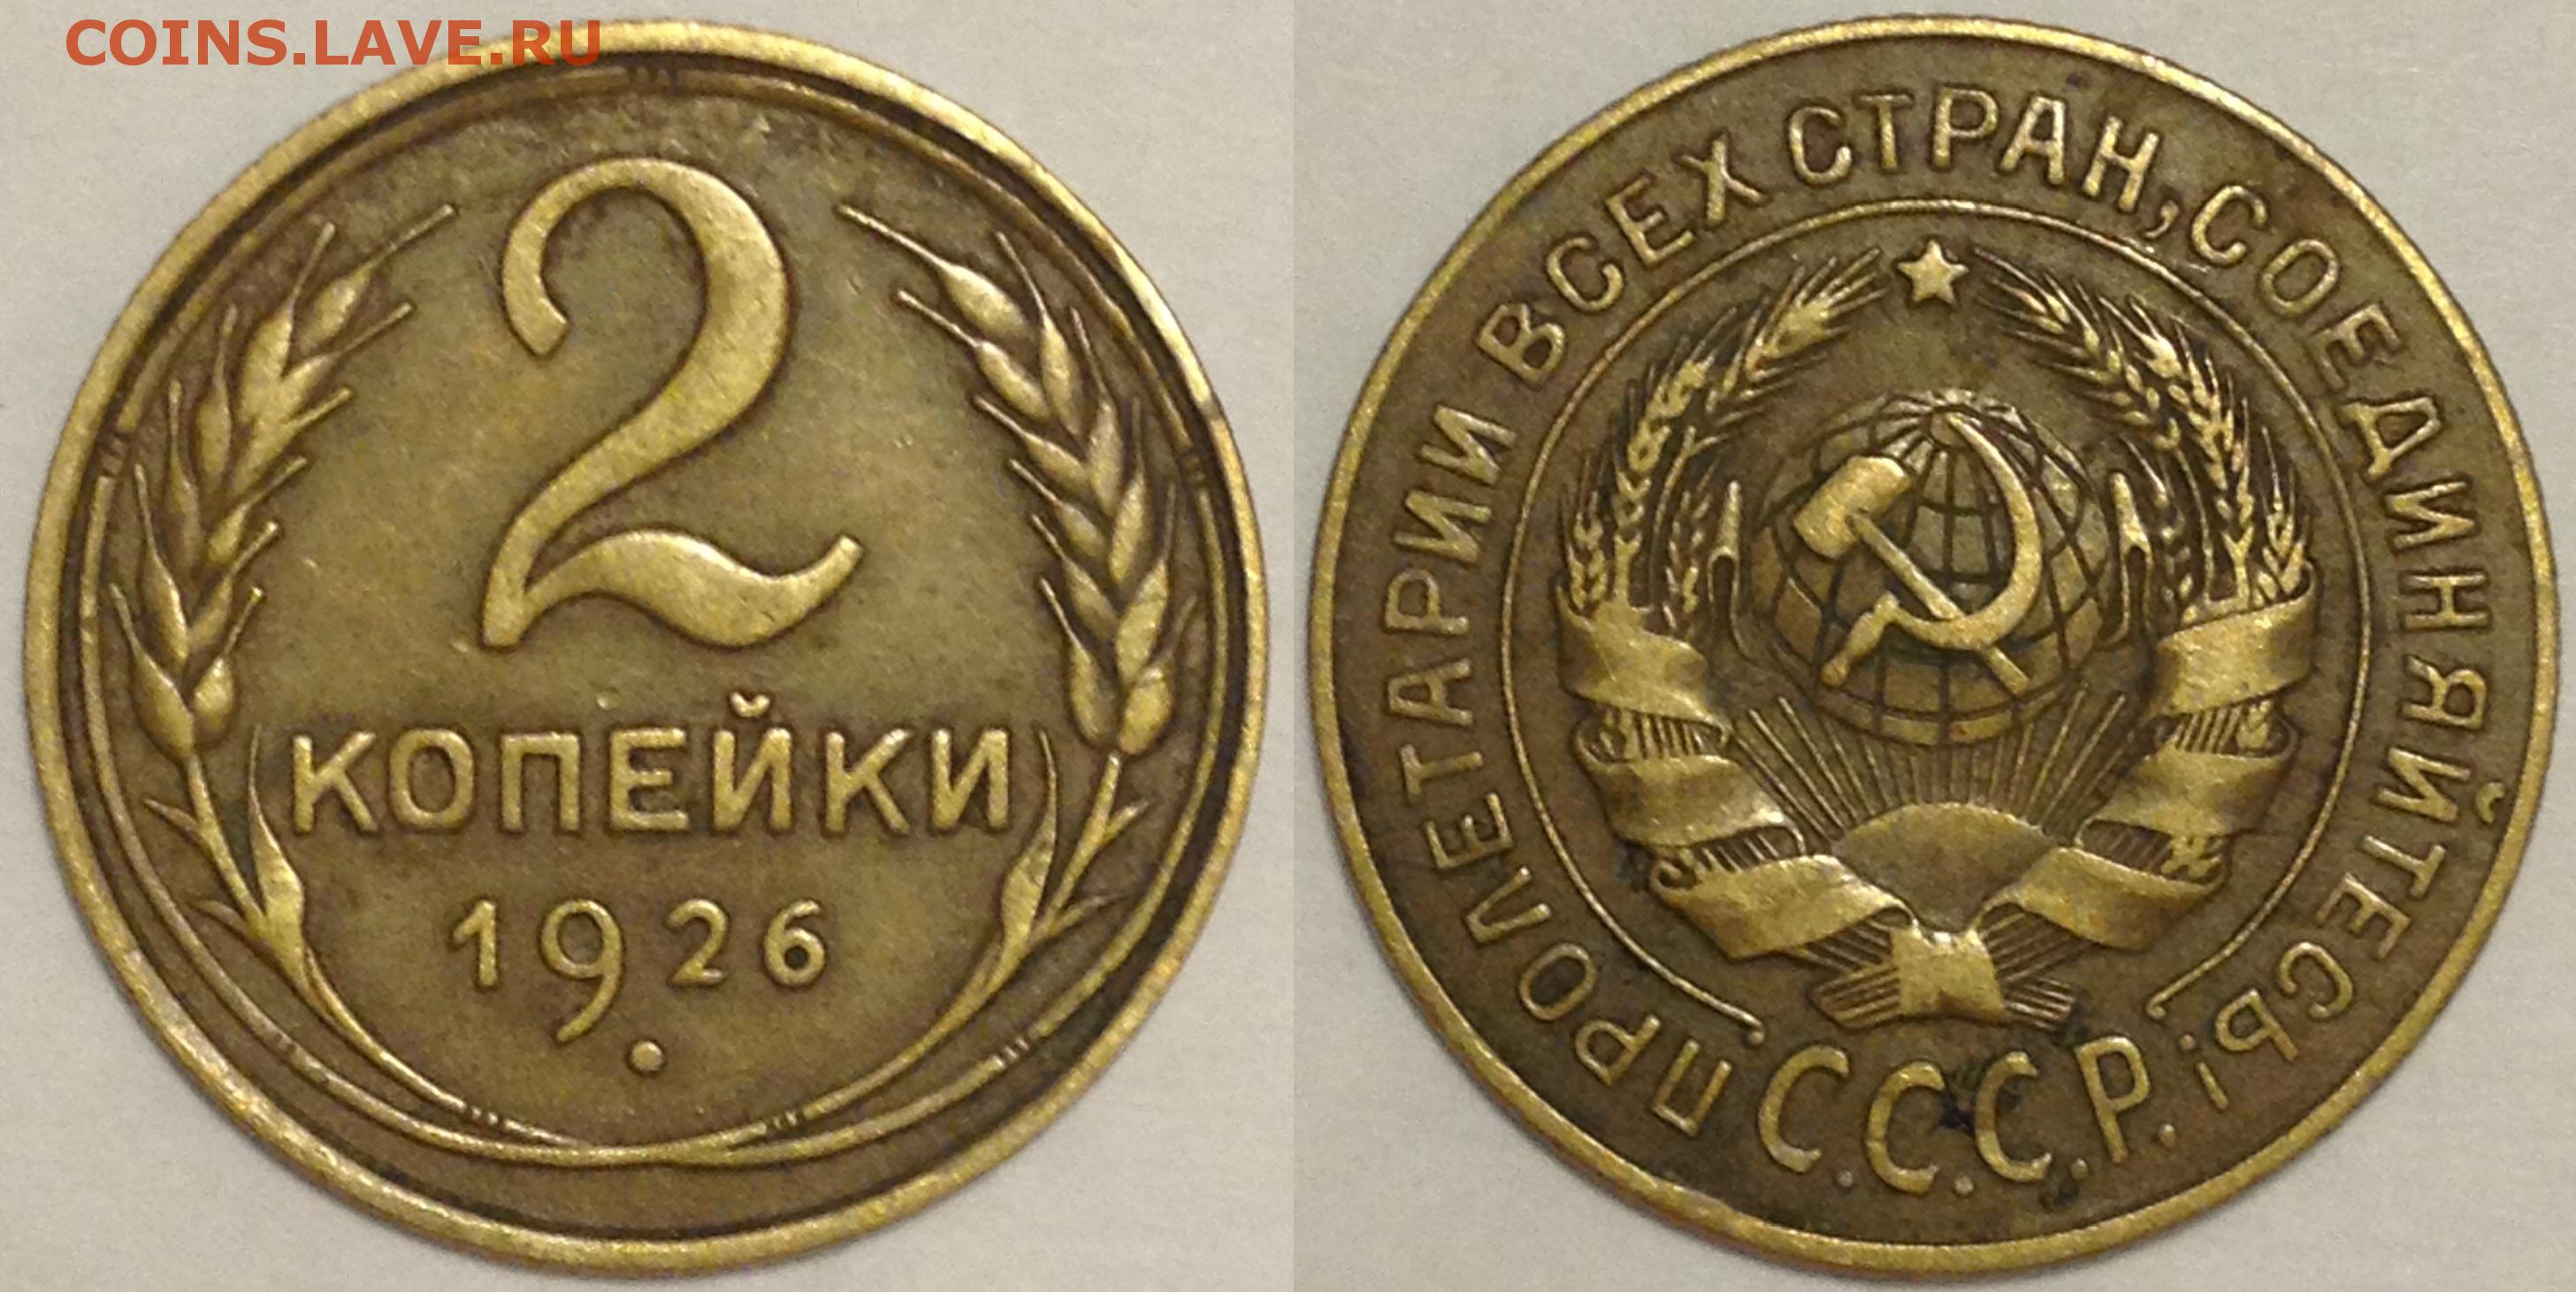 COINS.LAVE.RU
2
КОПЕЙКИ
1926
ПРОЛЕТАРИИ ВСЕХ СТРАН, СОЕДИНЯЙТЕСЬ!
С.С.С.Р.